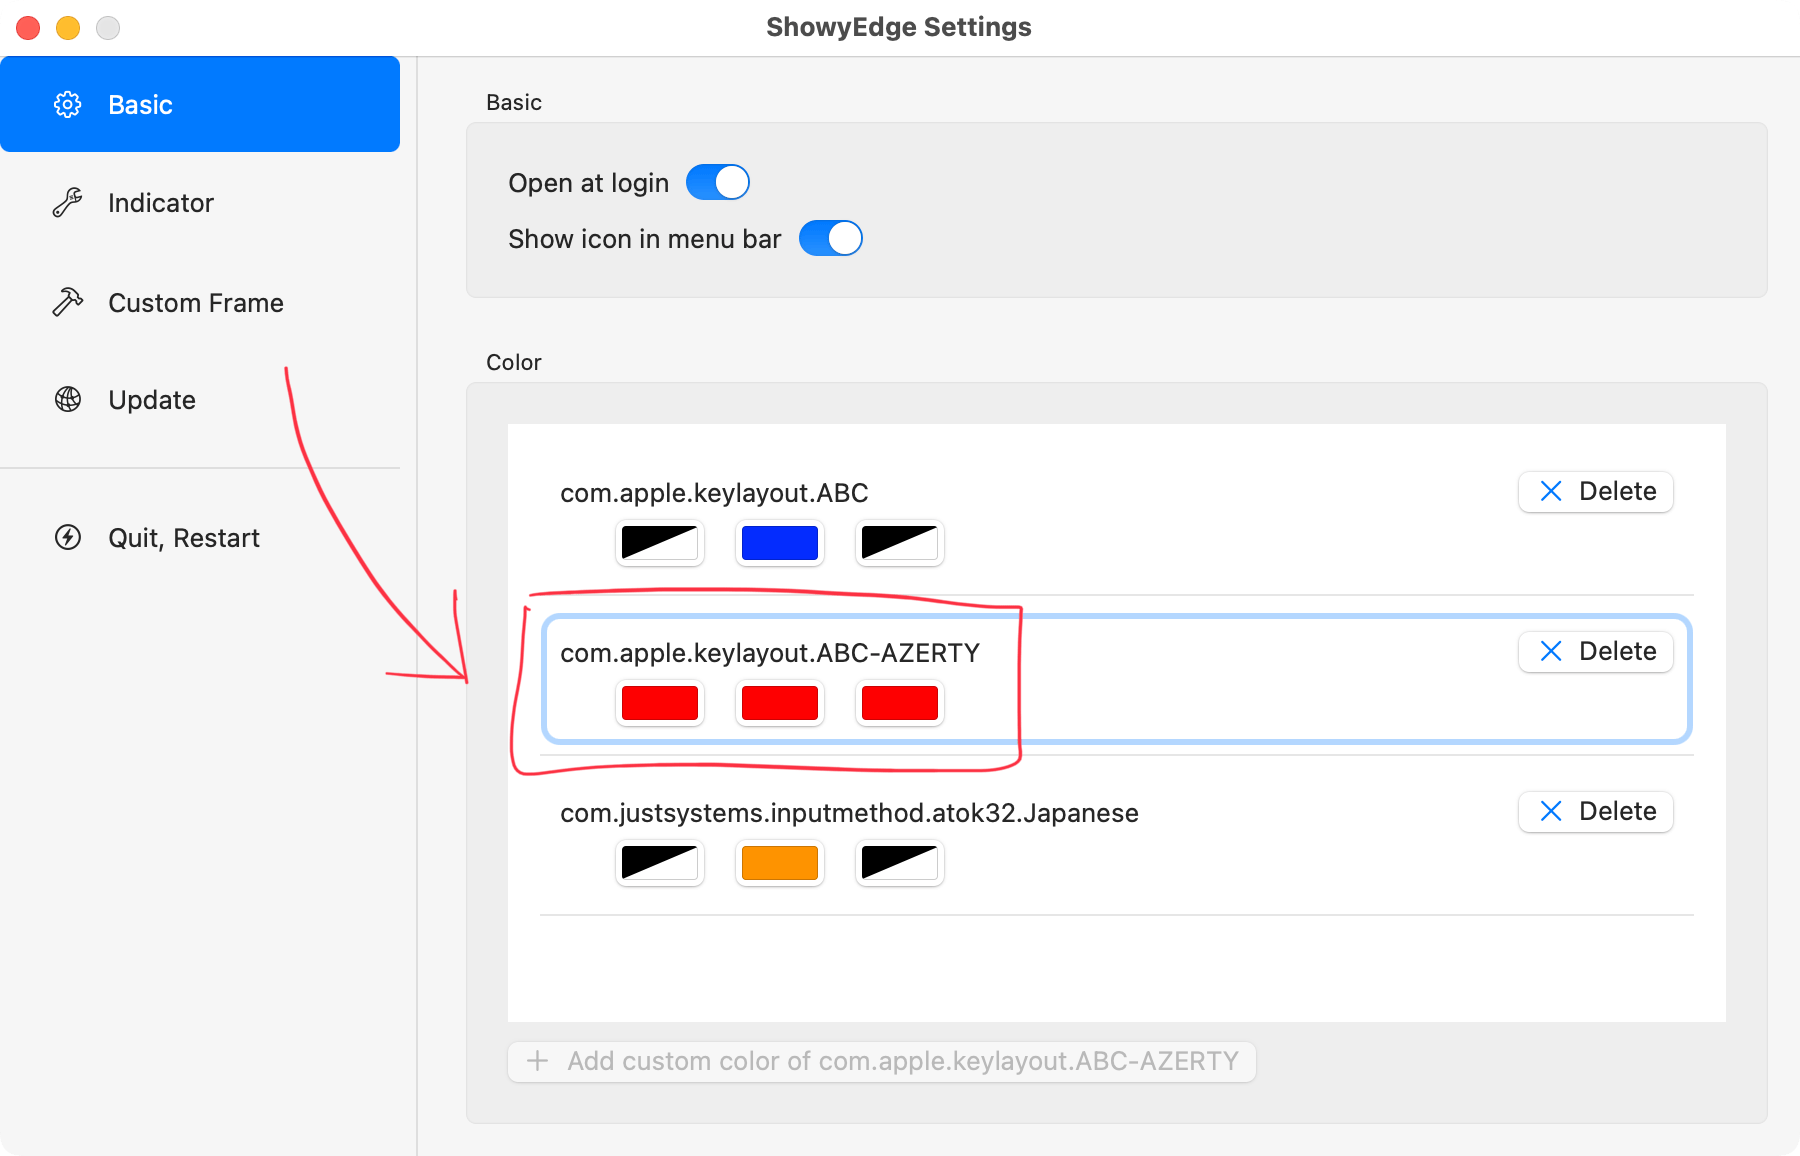 ShowyEdge Settings
Basic
Indicator
Custom Frame
Update
Quit, Restart
Basic
Open at login
Show icon in menu bar
Color
com.apple.keylayout.ABC
Delete
com.apple.keylayout.ABC-AZERTY
Delete
com.justsystems.inputmethod.atok32.Japanese
Delete
Add custom color of com.apple.keylayout.ABC-AZERTY